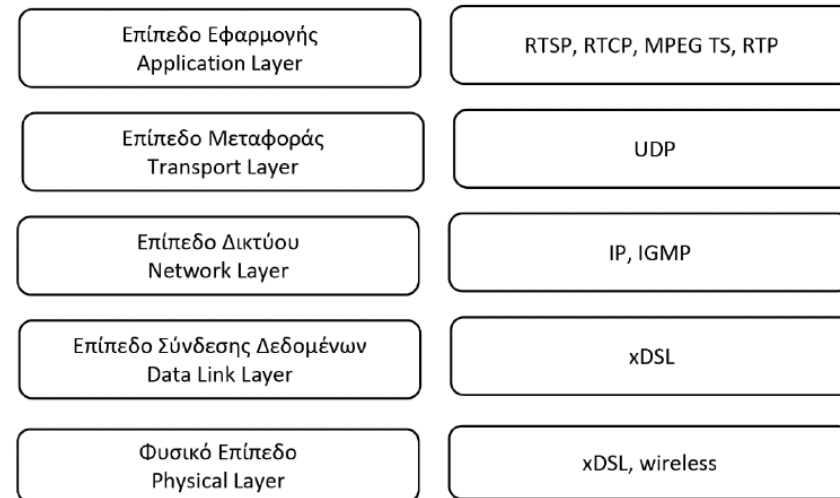 Επίπεδο Εφαρμογής
Application Layer
RTSP, RTCP, MPEG TS, RTP
Επίπεδο Μεταφοράς
Transport Layer
UDP
Επίπεδο Δικτύου
Network Layer
IP, IGMP
Επίπεδο Σύνδεσης Δεδομένων
Data Link Layer
xDSL
Φυσικό Επίπεδο
Physical Layer
xDSL, wireless